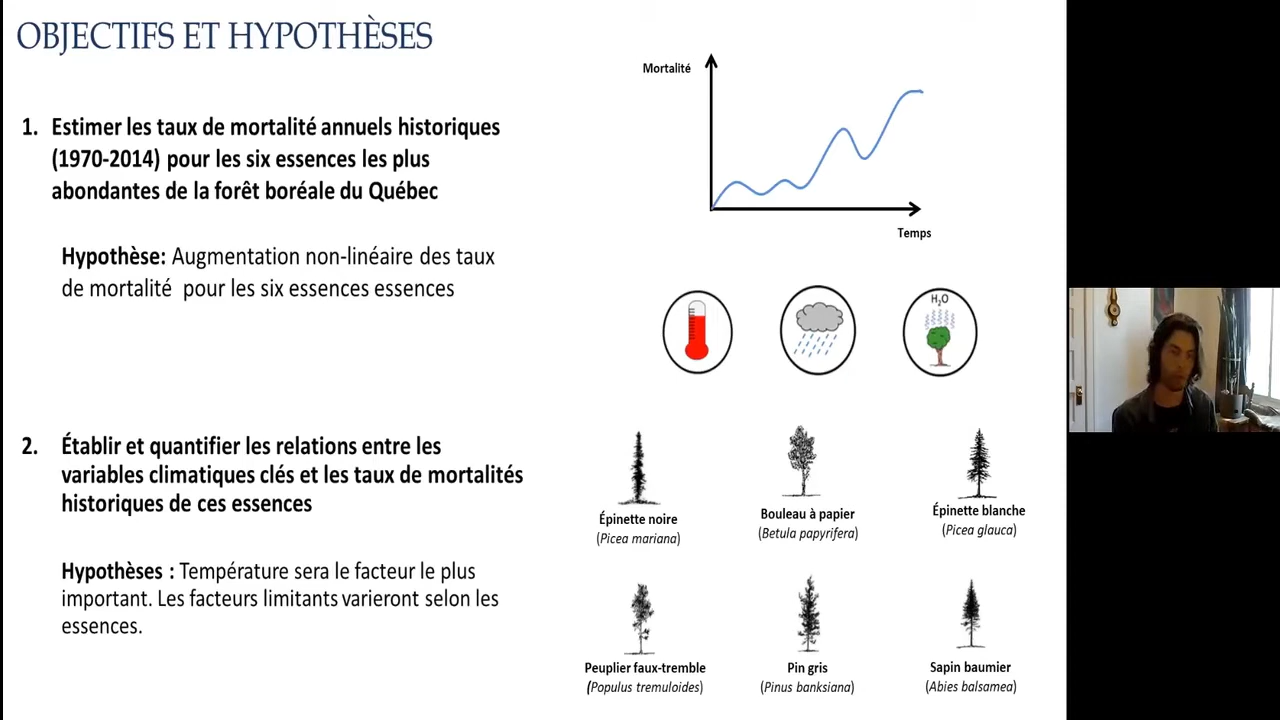 OBJECTIFS ET HYPOTHÈSES
1. Estimer les taux de mortalité annuels historiques
(1970-2014) pour les six essences les plus
abondantes de la forêt boréale du Québec
Hypothèse: Augmentation non-linéaire des taux
de mortalité pour les six essences essences
2. Établir et quantifier les relations entre les
variables climatiques clés et les taux de mortalités
historiques de ces essences
Hypothèses : Température sera le facteur le plus
important. Les facteurs limitants varieront selon les
essences.
Mortalité
Temps
H₂O
Épinette noire
(Picea mariana)
Bouleau à papier
(Betula papyrifera)
Épinette blanche
(Picea glauca)
Peuplier faux-tremble
(Populus tremuloides)
Pin gris
(Pinus banksiana)
Sapin baumier
(Abies balsamea)